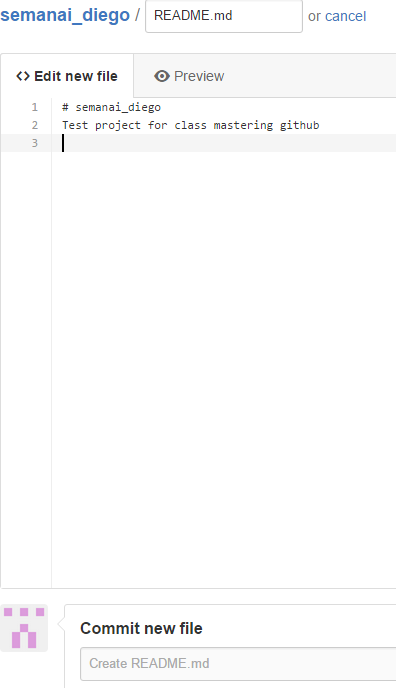 semanai_diego / README.md or cancel
<> Edit new file Preview
1 # semanai_diego
2 Test project for class mastering github
3
Commit new file
Create README.md